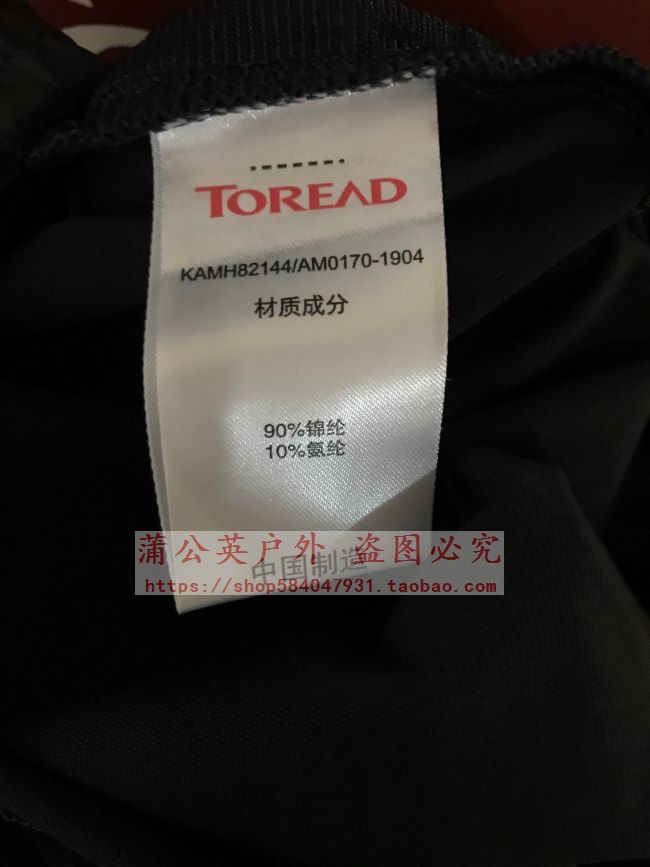 TOREAD
KAMH82144/AM0170-1904
材质成分
90%锦纶
10%氨纶
蒲公英户外 盗图必究
中国制造
https://shop584047931.taobao.com